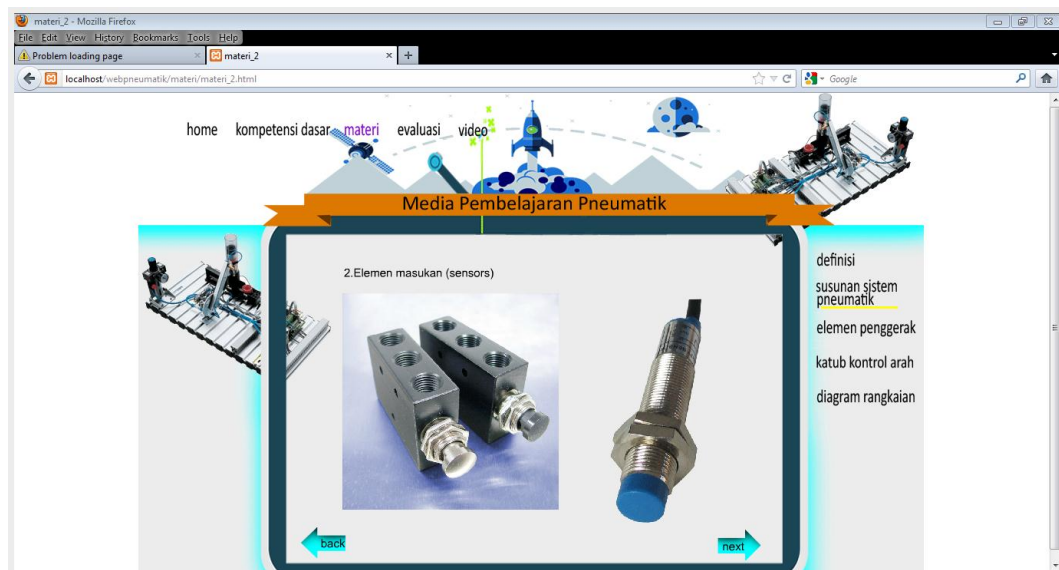 materi_2 - Mozilla Firefox
File Edit View History Bookmarks Tools Help
Problem loading page
materi_2
localhost/webpneumatik/materi/materi_2.html
Google
home kompetensi dasar materi evaluasi video
Media Pembelajaran Pneumatik
2.Elemen masukan (sensors)
definisi
susunan sistem
pneumatik
elemen penggerak
katub kontrol arah
diagram rangkaian
back
next